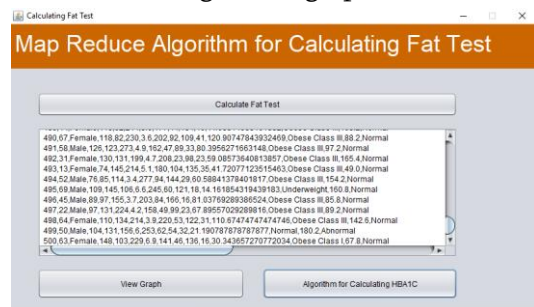 Calculating Fat Test
Map Reduce Algorithm for Calculating Fat Test
Calculate Fat Test
490,67,Female,118,82,230,3.6,202,92,109,41,120.90747843932469,Obese Class III,88.2,Normal
491,58,Male,126,123,273,4.9,162,47,89,33,80.3956271663148,Obese Class III,97.2,Normal
492,31,Female,130,131,199,4.7,208,23,98,23,59.08573640813857,Obese Class III,165.4,Normal
493,13,Female,74,145,214,5.1,180,104,135,35,41.72077123515463,Obese Class III,49.0,Normal
494,52,Male,76,85,114,3.4,277,94,144,29,60.58841378401817,Obese Class III,154.2,Normal
495,69,Male,109,145,106,6.6,245,60,121,18,14.161854319439183,Underweight,160.8,Normal
496,45,Male,89,97,155,3.7,203,84,166,16,81.03769289386524,Obese Class III,85.8,Normal
497,22,Male,97,131,224,4.2,158,49,99,23,67.89557029289816,Obese Class III,89.2,Normal
498,64,Female,110,134,214,3.9,220,53,122,31,110.67474747474746,Obese Class III,142.6,Normal
499,50,Male,104,131,156,6.253,62,54,32,21.190787878787877,Normal,180.2,Abnormal
500,63,Female,148,103,229,6.9,141,46,136,16,30.343657270772034,Obese Class I,67.8,Normal
View Graph
Algorithm for Calculating HBA1C